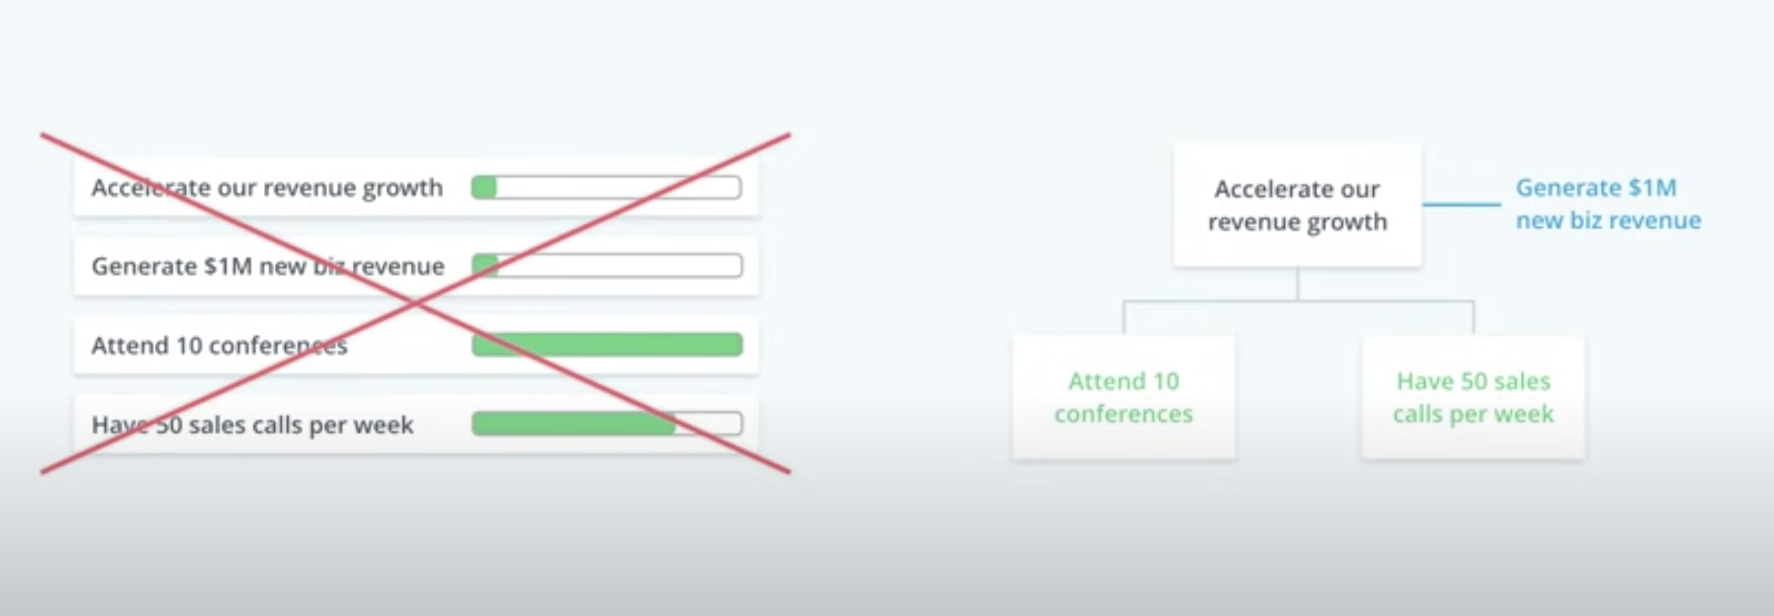 Accelerate our revenue growth
Generate $1M new biz revenue
Attend 10 conferences
Have 50 sales calls per week
Accelerate our
revenue growth
Generate $1M
new biz revenue
Attend 10
conferences
Have 50 sales
calls per week